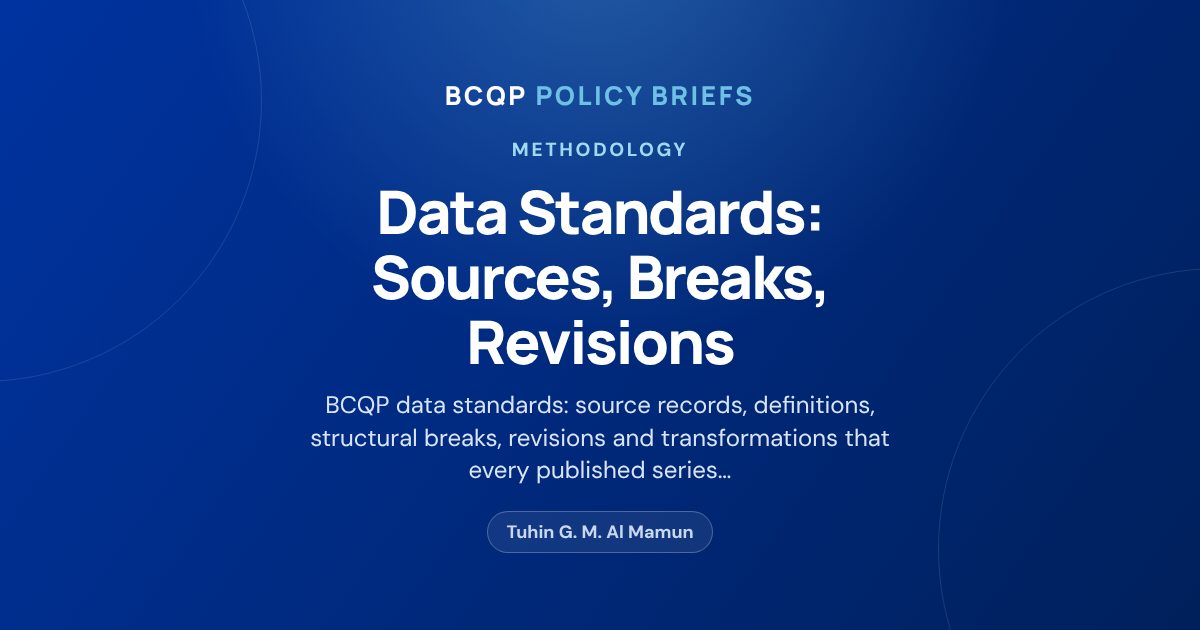 BCQP POLICY BRIEFS
METHODOLOGY
Data Standards:
Sources, Breaks,
Revisions
BCQP data standards: source records, definitions,
structural breaks, revisions and transformations that
every published series...
Tuhin G. M. Al Mamun